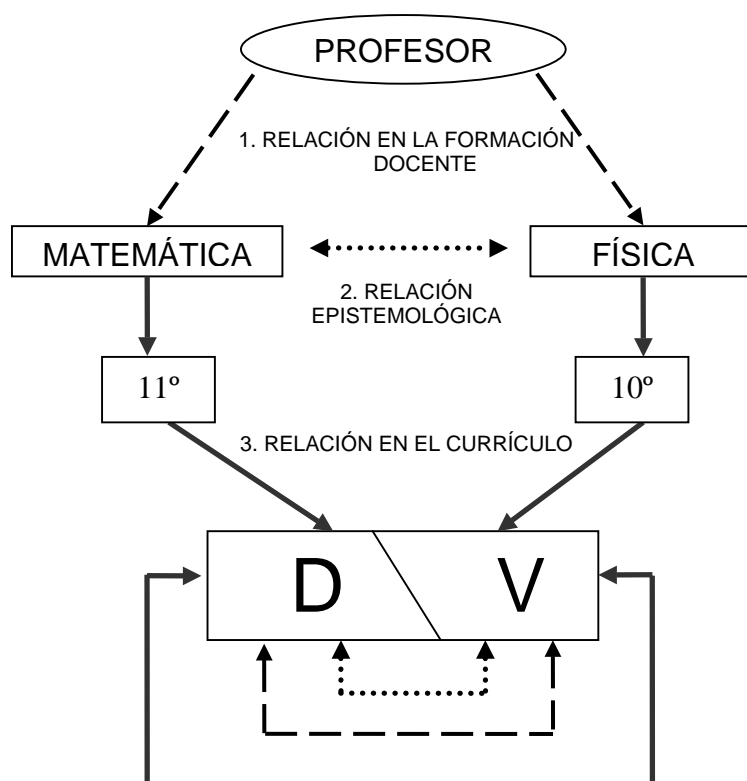 PROFESOR
1. RELACIÓN EN LA FORMACIÓN
DOCENTE
MATEMÁTICA
FÍSICA
2. RELACIÓN
EPISTEMOLÓGICA
11º
10º
3. RELACIÓN EN EL CURRÍCULO
D
V